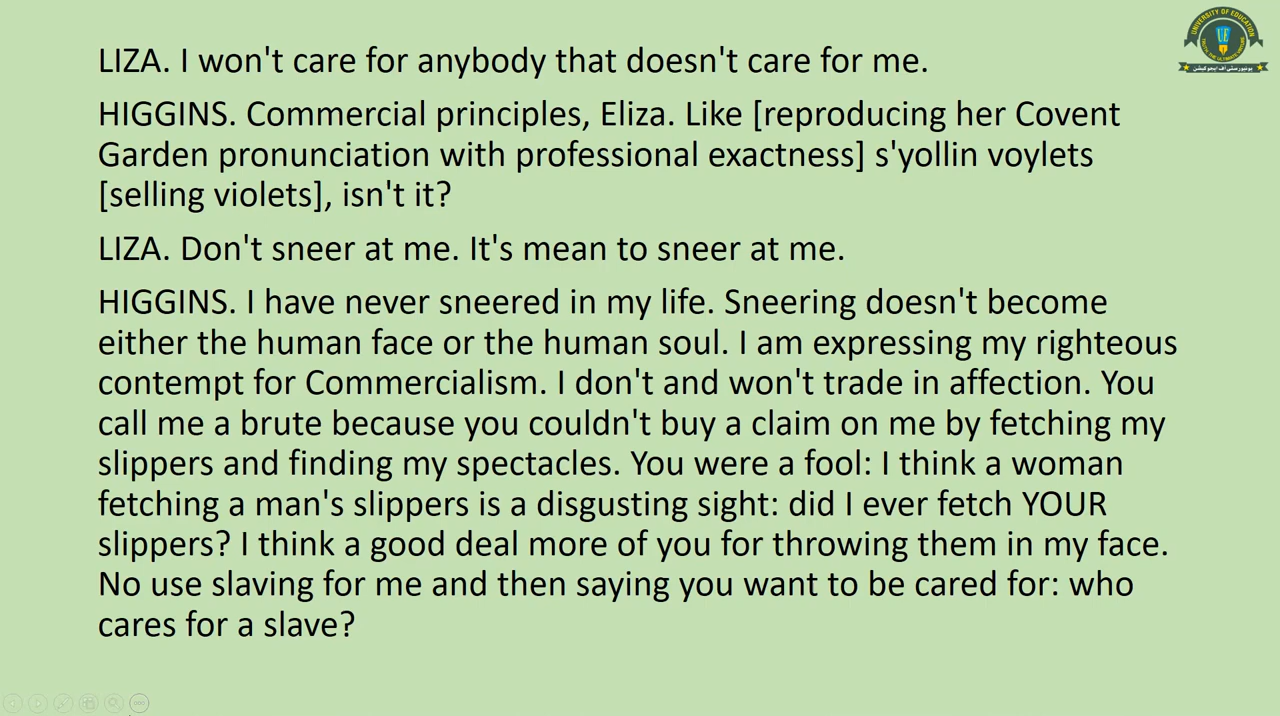 UNIVERSITY OF EDUCATION
UE
LIZA. I won't care for anybody that doesn't care for me.
HIGGINS. Commercial principles, Eliza. Like [reproducing her Covent
Garden pronunciation with professional exactness] s'yollin voylets
[selling violets], isn't it?
LIZA. Don't sneer at me. It's mean to sneer at me.
HIGGINS. I have never sneered in my life. Sneering doesn't become
either the human face or the human soul. I am expressing my righteous
contempt for Commercialism. I don't and won't trade in affection. You
call me a brute because you couldn't buy a claim on me by fetching my
slippers and finding my spectacles. You were a fool: I think a woman
fetching a man's slippers is a disgusting sight: did I ever fetch YOUR
slippers? I think a good deal more of you for throwing them in my face.
No use slaving for me and then saying you want to be cared for: who
cares for a slave?